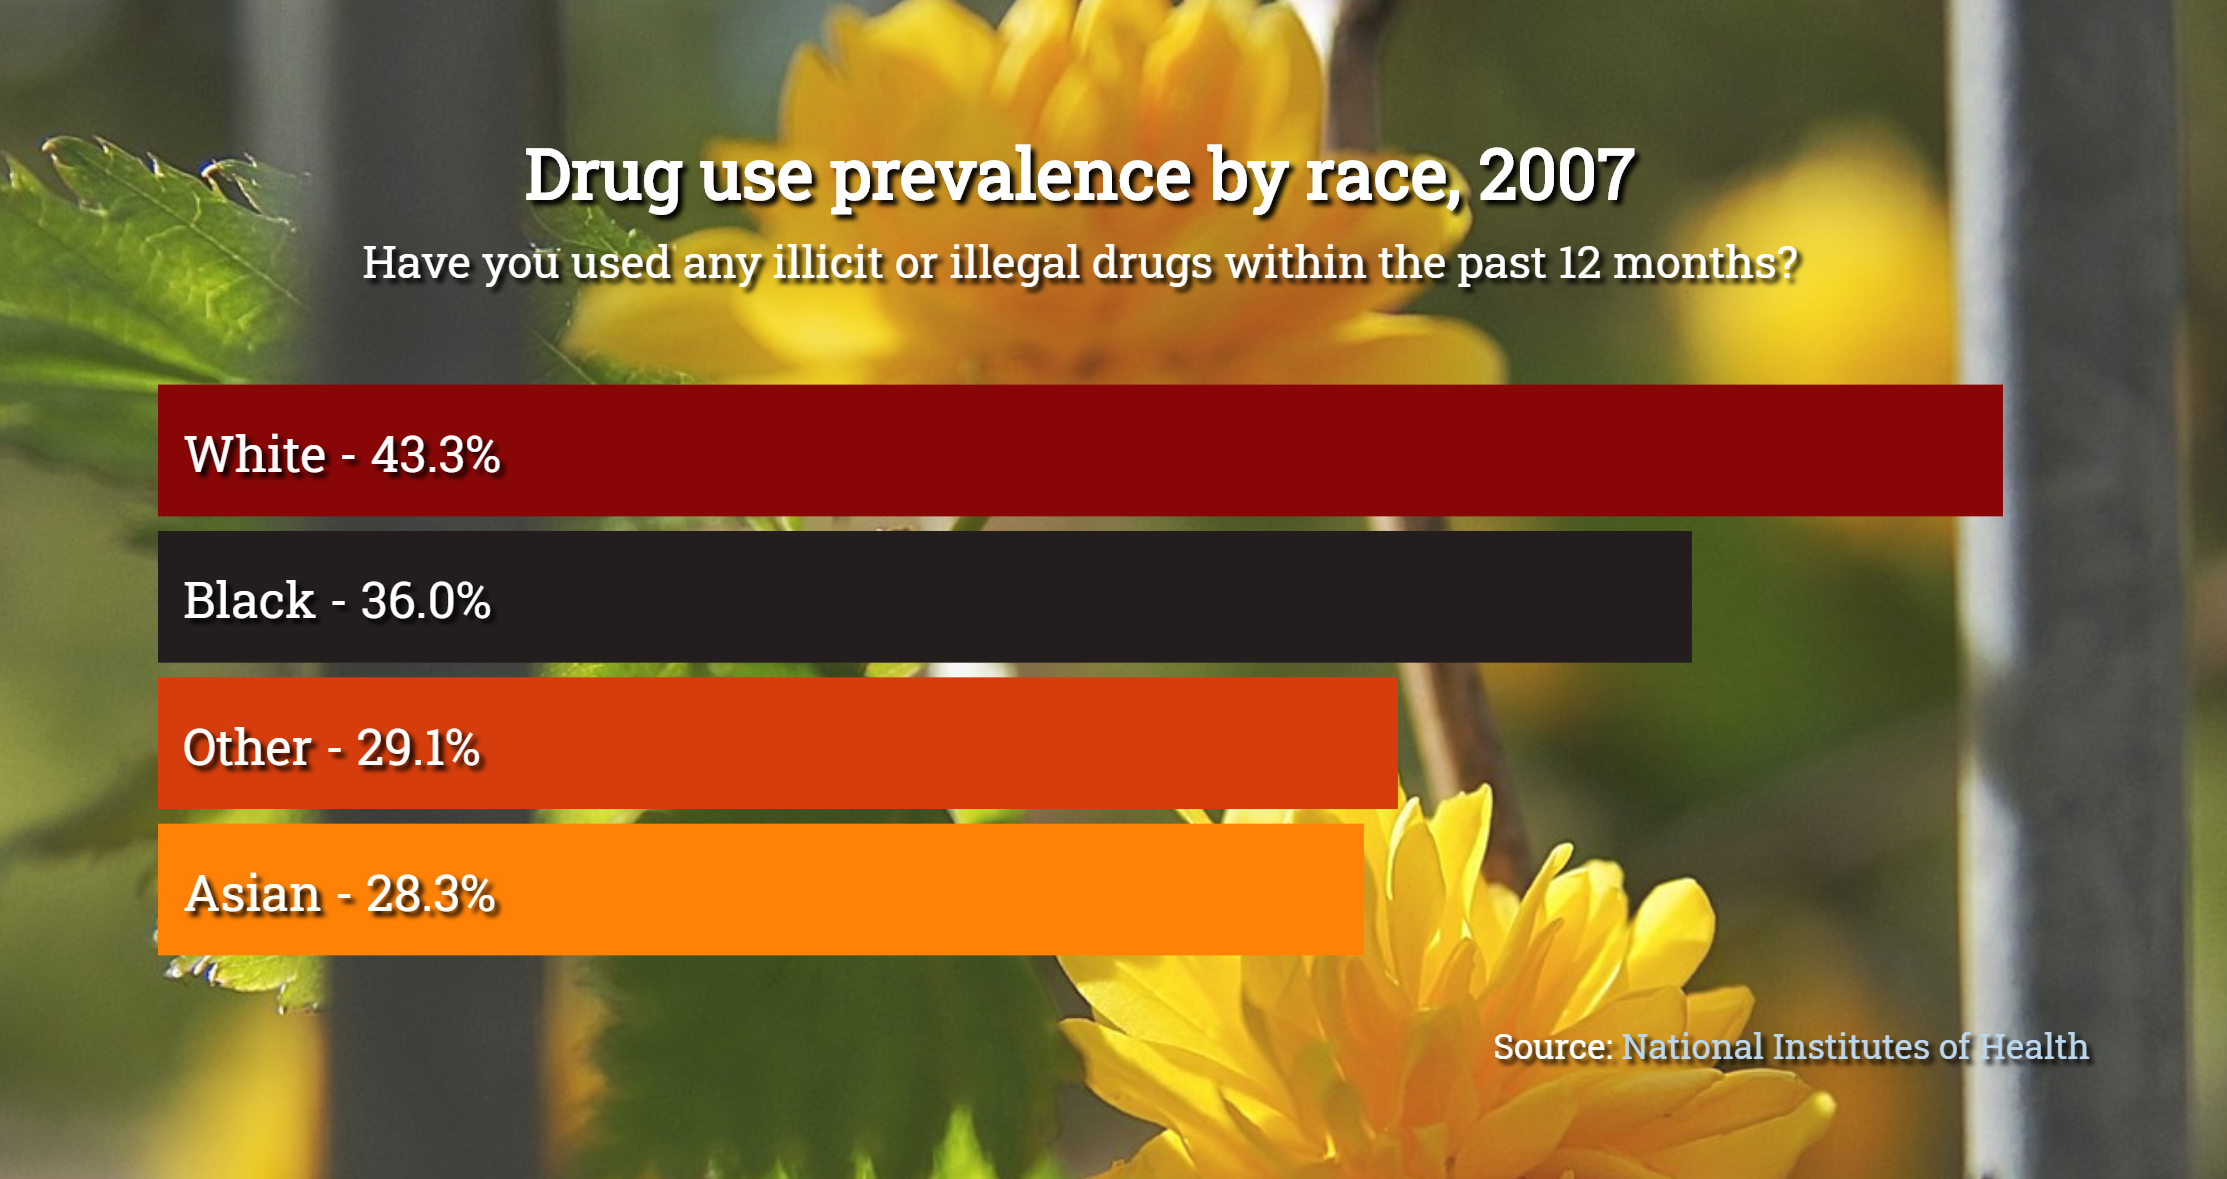 Drug use prevalence by race, 2007
Have you used any illicit or illegal drugs within the past 12 months?
White - 43.3%
Black - 36.0%
Other - 29.1%
Asian - 28.3%
Source: National Institutes of Health